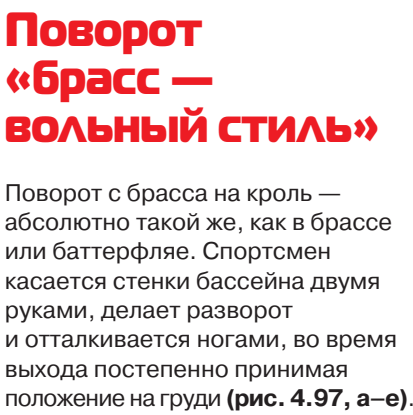 Поворот
«брасс —
вольный стиль»
Поворот с брасса на кроль —
абсолютно такой же, как в брассе
или баттерфляе. Спортсмен
касается стенки бассейна двумя
руками, делает разворот
и отталкивается ногами, во время
выхода постепенно принимая
положение на груди (рис. 4.97, а–е).